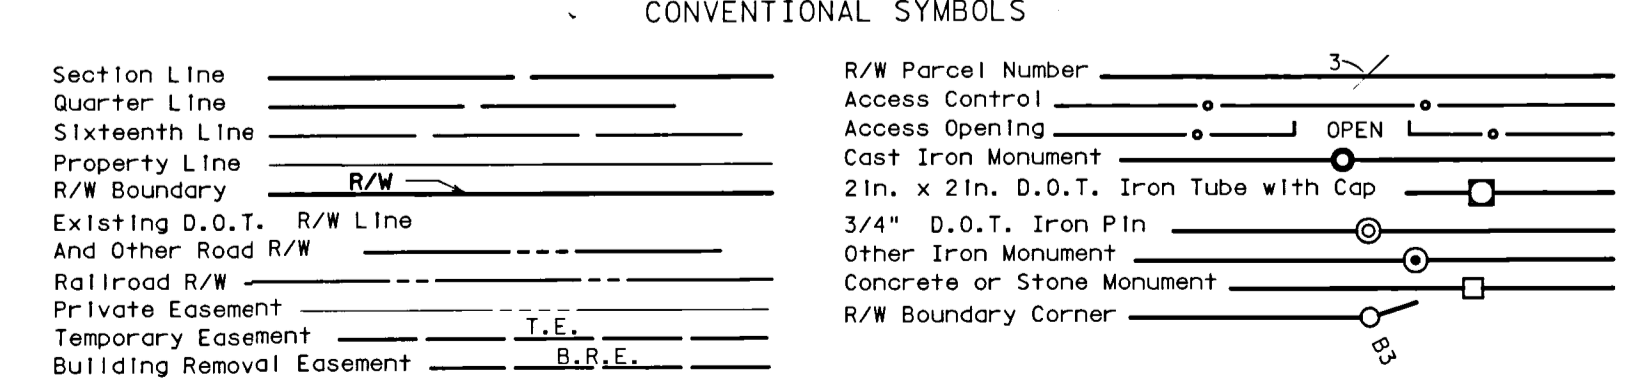 CONVENTIONAL SYMBOLS
Section Line
Quarter Line
Sixteenth Line
Property Line
R/W Boundary R/W
Existing D.O.T. R/W Line
And Other Road R/W
Railroad R/W
Private Easement
Temporary Easement T.E.
Building Removal Easement B.R.E.
R/W Parcel Number 3
Access Control
Access Opening OPEN
Cast Iron Monument
2in. x 2in. D.O.T. Iron Tube with Cap
3/4" D.O.T. Iron Pin
Other Iron Monument
Concrete or Stone Monument
R/W Boundary Corner
B3